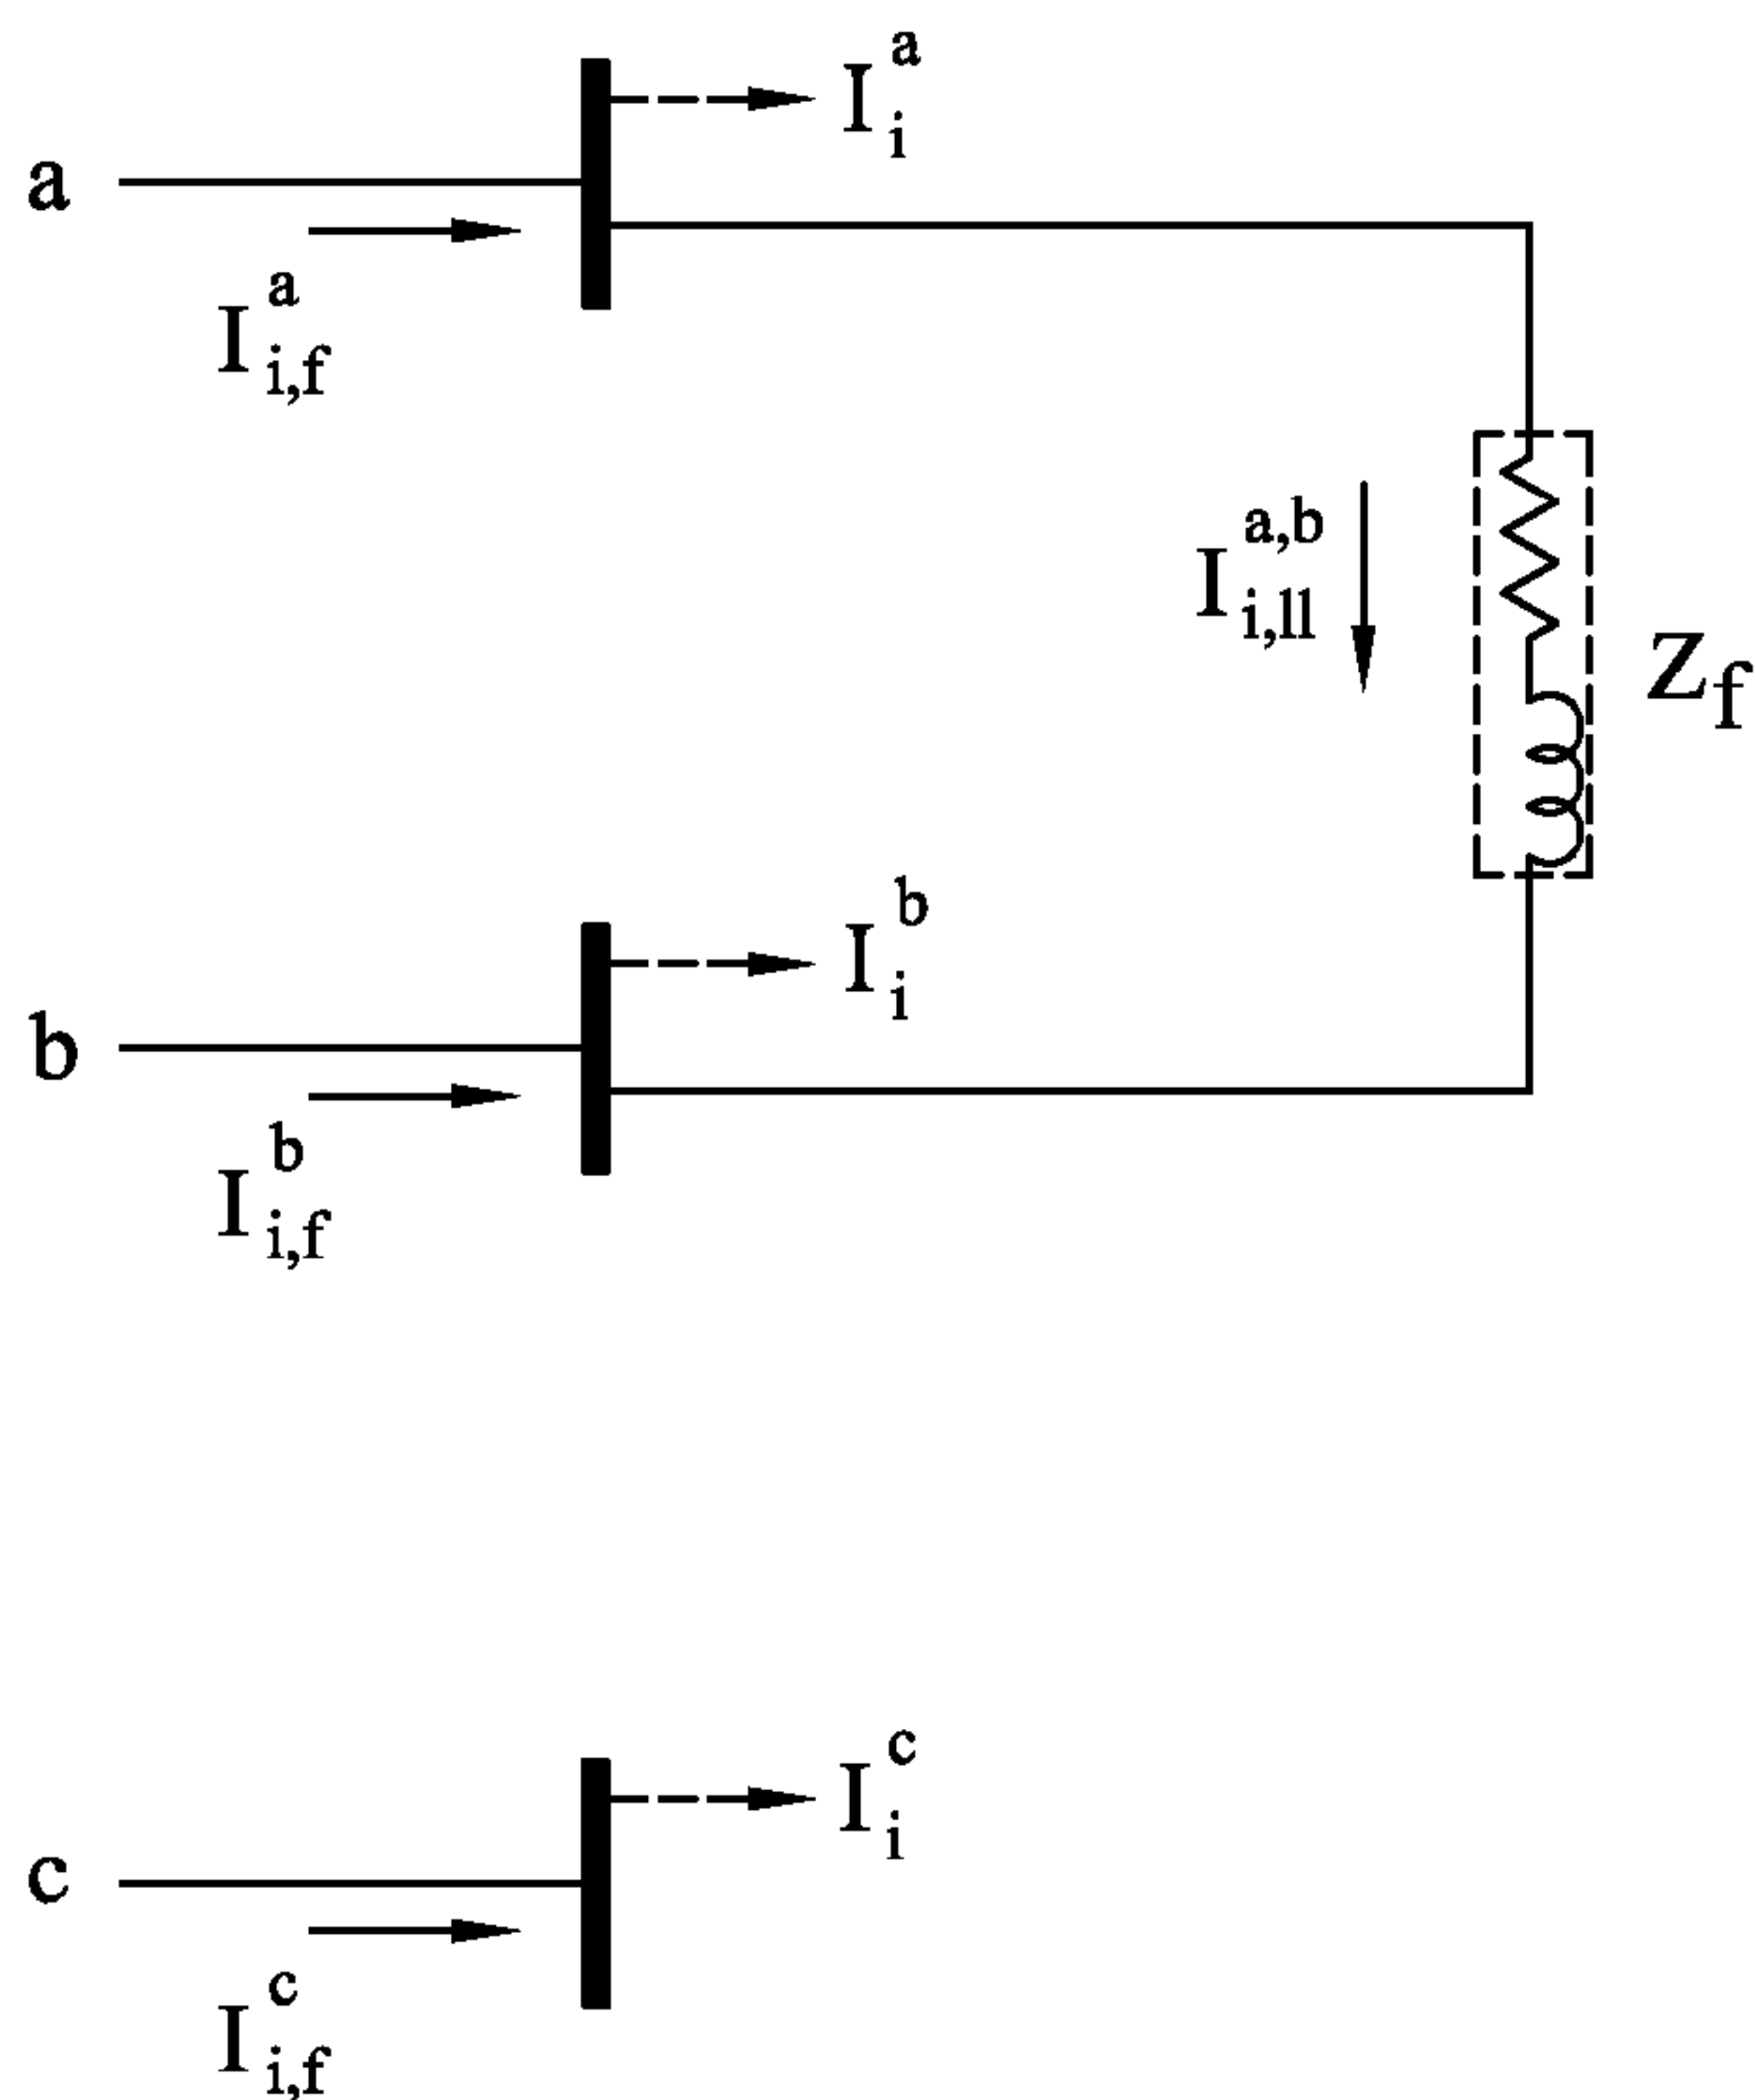 I_i^a
a
I_{i,f}^a
I_{i,ll}^{a,b}
Z_f
I_i^b
b
I_{i,f}^b
I_i^c
c
I_{i,f}^c